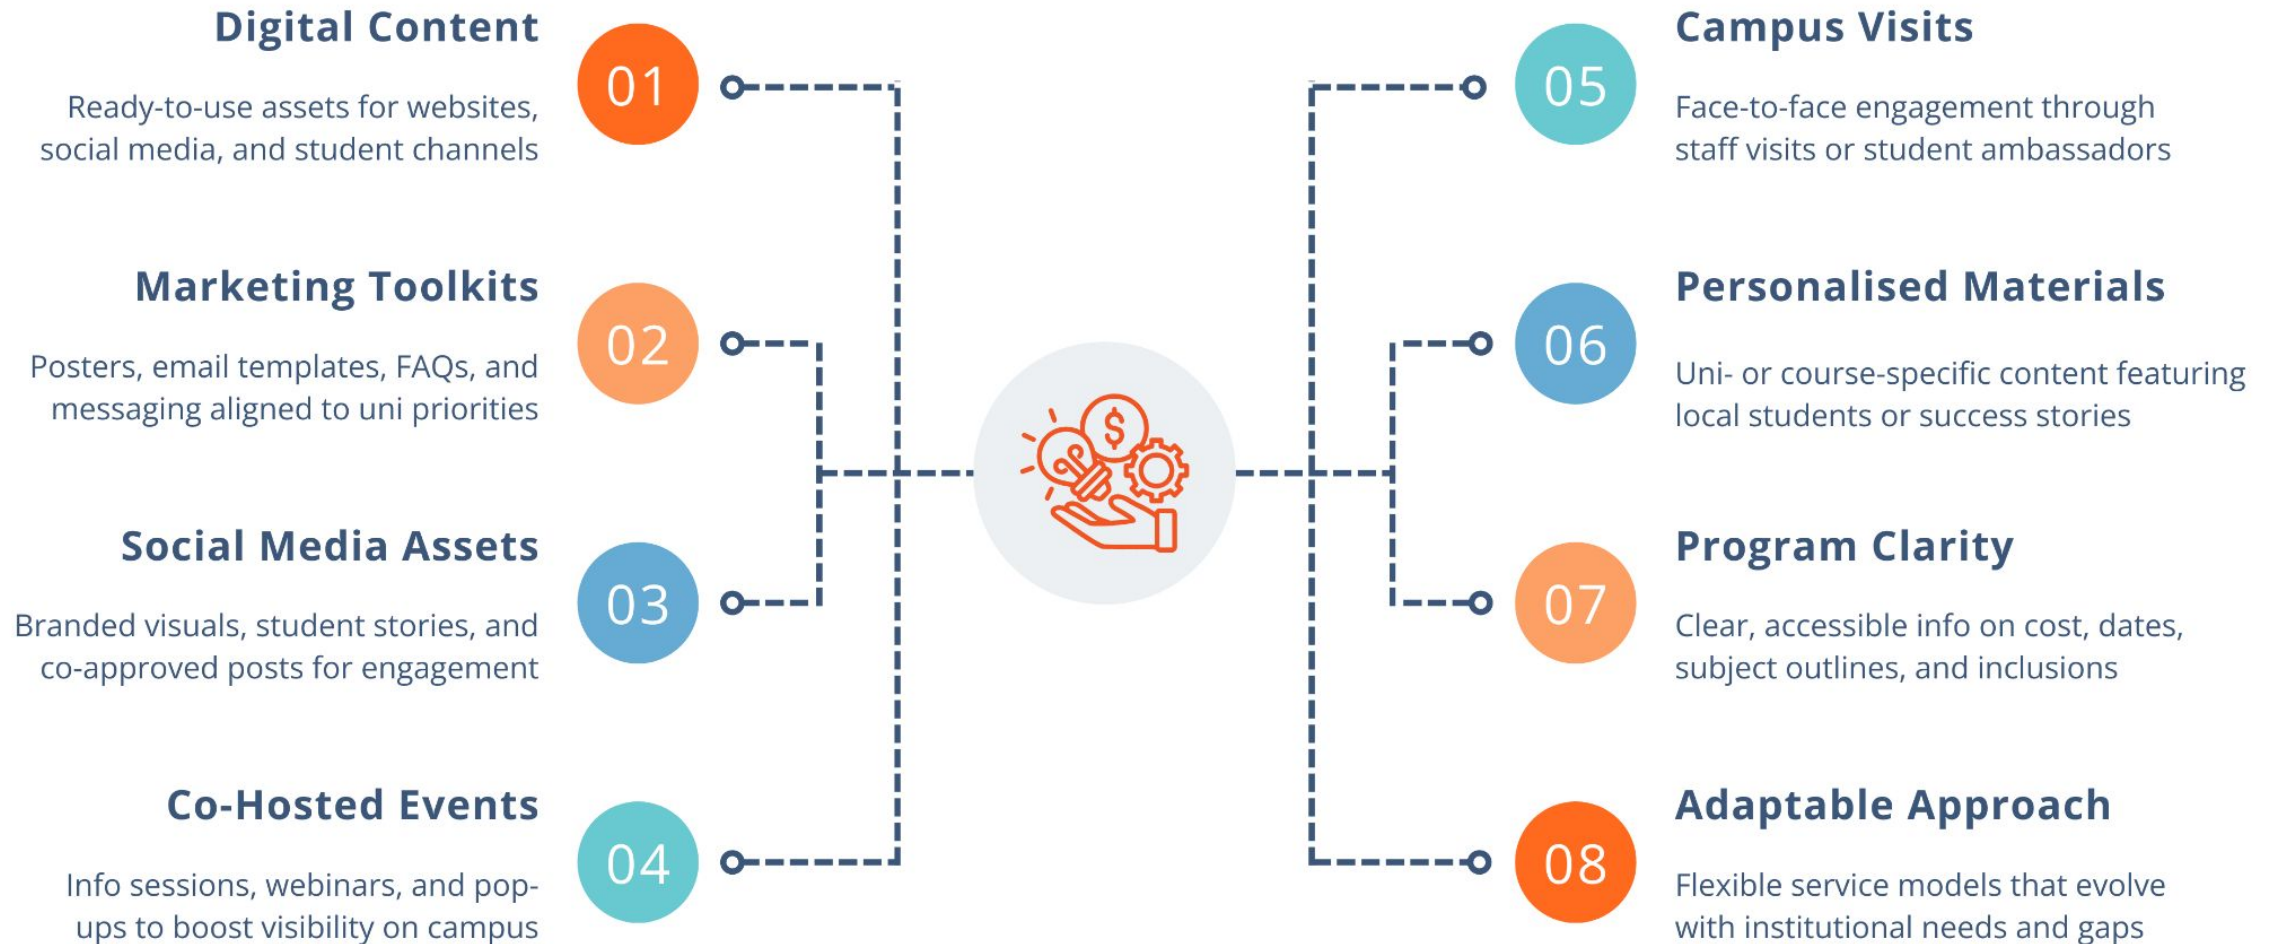 Digital Content
01
Ready-to-use assets for websites,
social media, and student channels
Marketing Toolkits
02
Posters, email templates, FAQs, and
messaging aligned to uni priorities
Social Media Assets
03
Branded visuals, student stories, and
co-approved posts for engagement
Co-Hosted Events
04
Info sessions, webinars, and pop-
ups to boost visibility on campus
$
Campus Visits
05
Face-to-face engagement through
staff visits or student ambassadors
Personalised Materials
06
Uni- or course-specific content featuring
local students or success stories
Program Clarity
07
Clear, accessible info on cost, dates,
subject outlines, and inclusions
Adaptable Approach
08
Flexible service models that evolve
with institutional needs and gaps